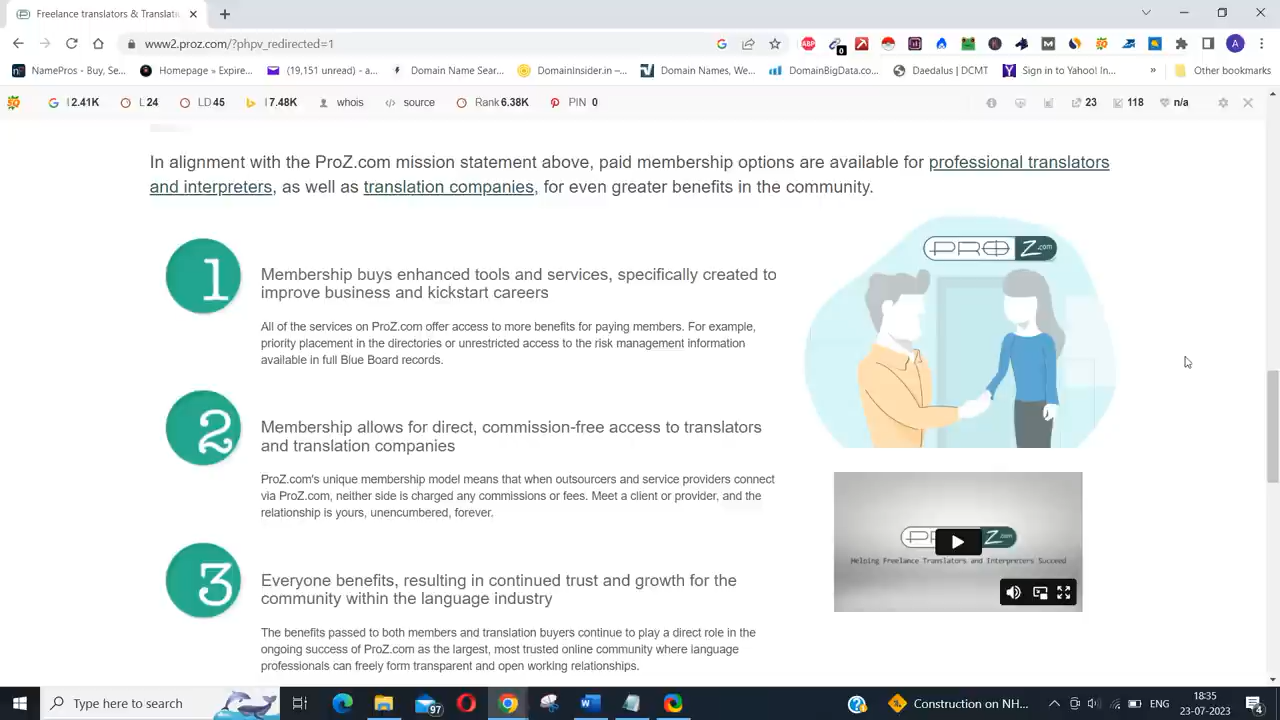 Freelance translators & Translati
www2.proz.com/?phpv_redirected=1
ABP 0 A
NamePros - Buy, Se... Homepage » Expire... (19,151 unread) - a... Domain Name Sear... DomainInsider.in –... Domain Names, We... DomainBigData.co... Daedalus | DCMT Sign in to Yahoo! In... » Other bookmarks
I 2.41K L 24 LD 45 I 7.48K whois source Rank 6.38K PIN 0 23 118 n/a
In alignment with the ProZ.com mission statement above, paid membership options are available for professional translators
and interpreters, as well as translation companies, for even greater benefits in the community.
PROZ.com
1
Membership buys enhanced tools and services, specifically created to
improve business and kickstart careers
All of the services on ProZ.com offer access to more benefits for paying members. For example,
priority placement in the directories or unrestricted access to the risk management information
available in full Blue Board records.
2
Membership allows for direct, commission-free access to translators
and translation companies
ProZ.com's unique membership model means that when outsourcers and service providers connect
via ProZ.com, neither side is charged any commissions or fees. Meet a client or provider, and the
relationship is yours, unencumbered, forever.
Helping Freelance Translators and Interpreters Succeed
3
Everyone benefits, resulting in continued trust and growth for the
community within the language industry
The benefits passed to both members and translation buyers continue to play a direct role in the
ongoing success of ProZ.com as the largest, most trusted online community where language
professionals can freely form transparent and open working relationships.
Type here to search 97 Construction on NH... ENG 18:35
23-07-2023 4